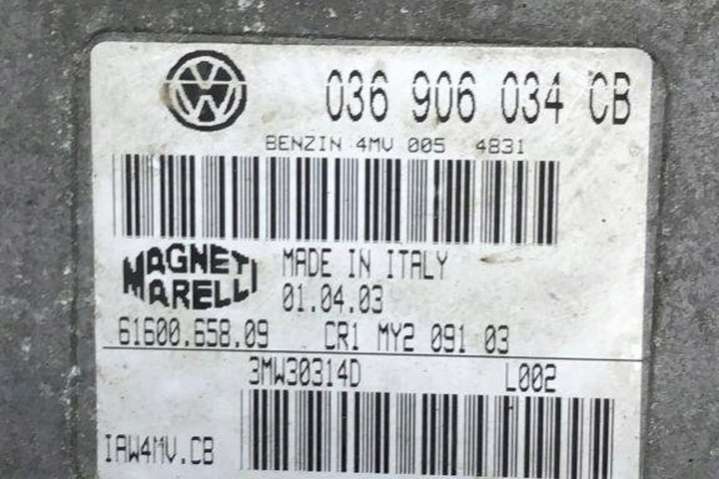 036 906 034 CB
BENZIN 4MV 005 4831
MAGNETI MARELLI
MADE IN ITALY
01.04.03
61600.658.09 CR1 MY2 091 03
3MW30314D L002
IAW4MV.CB